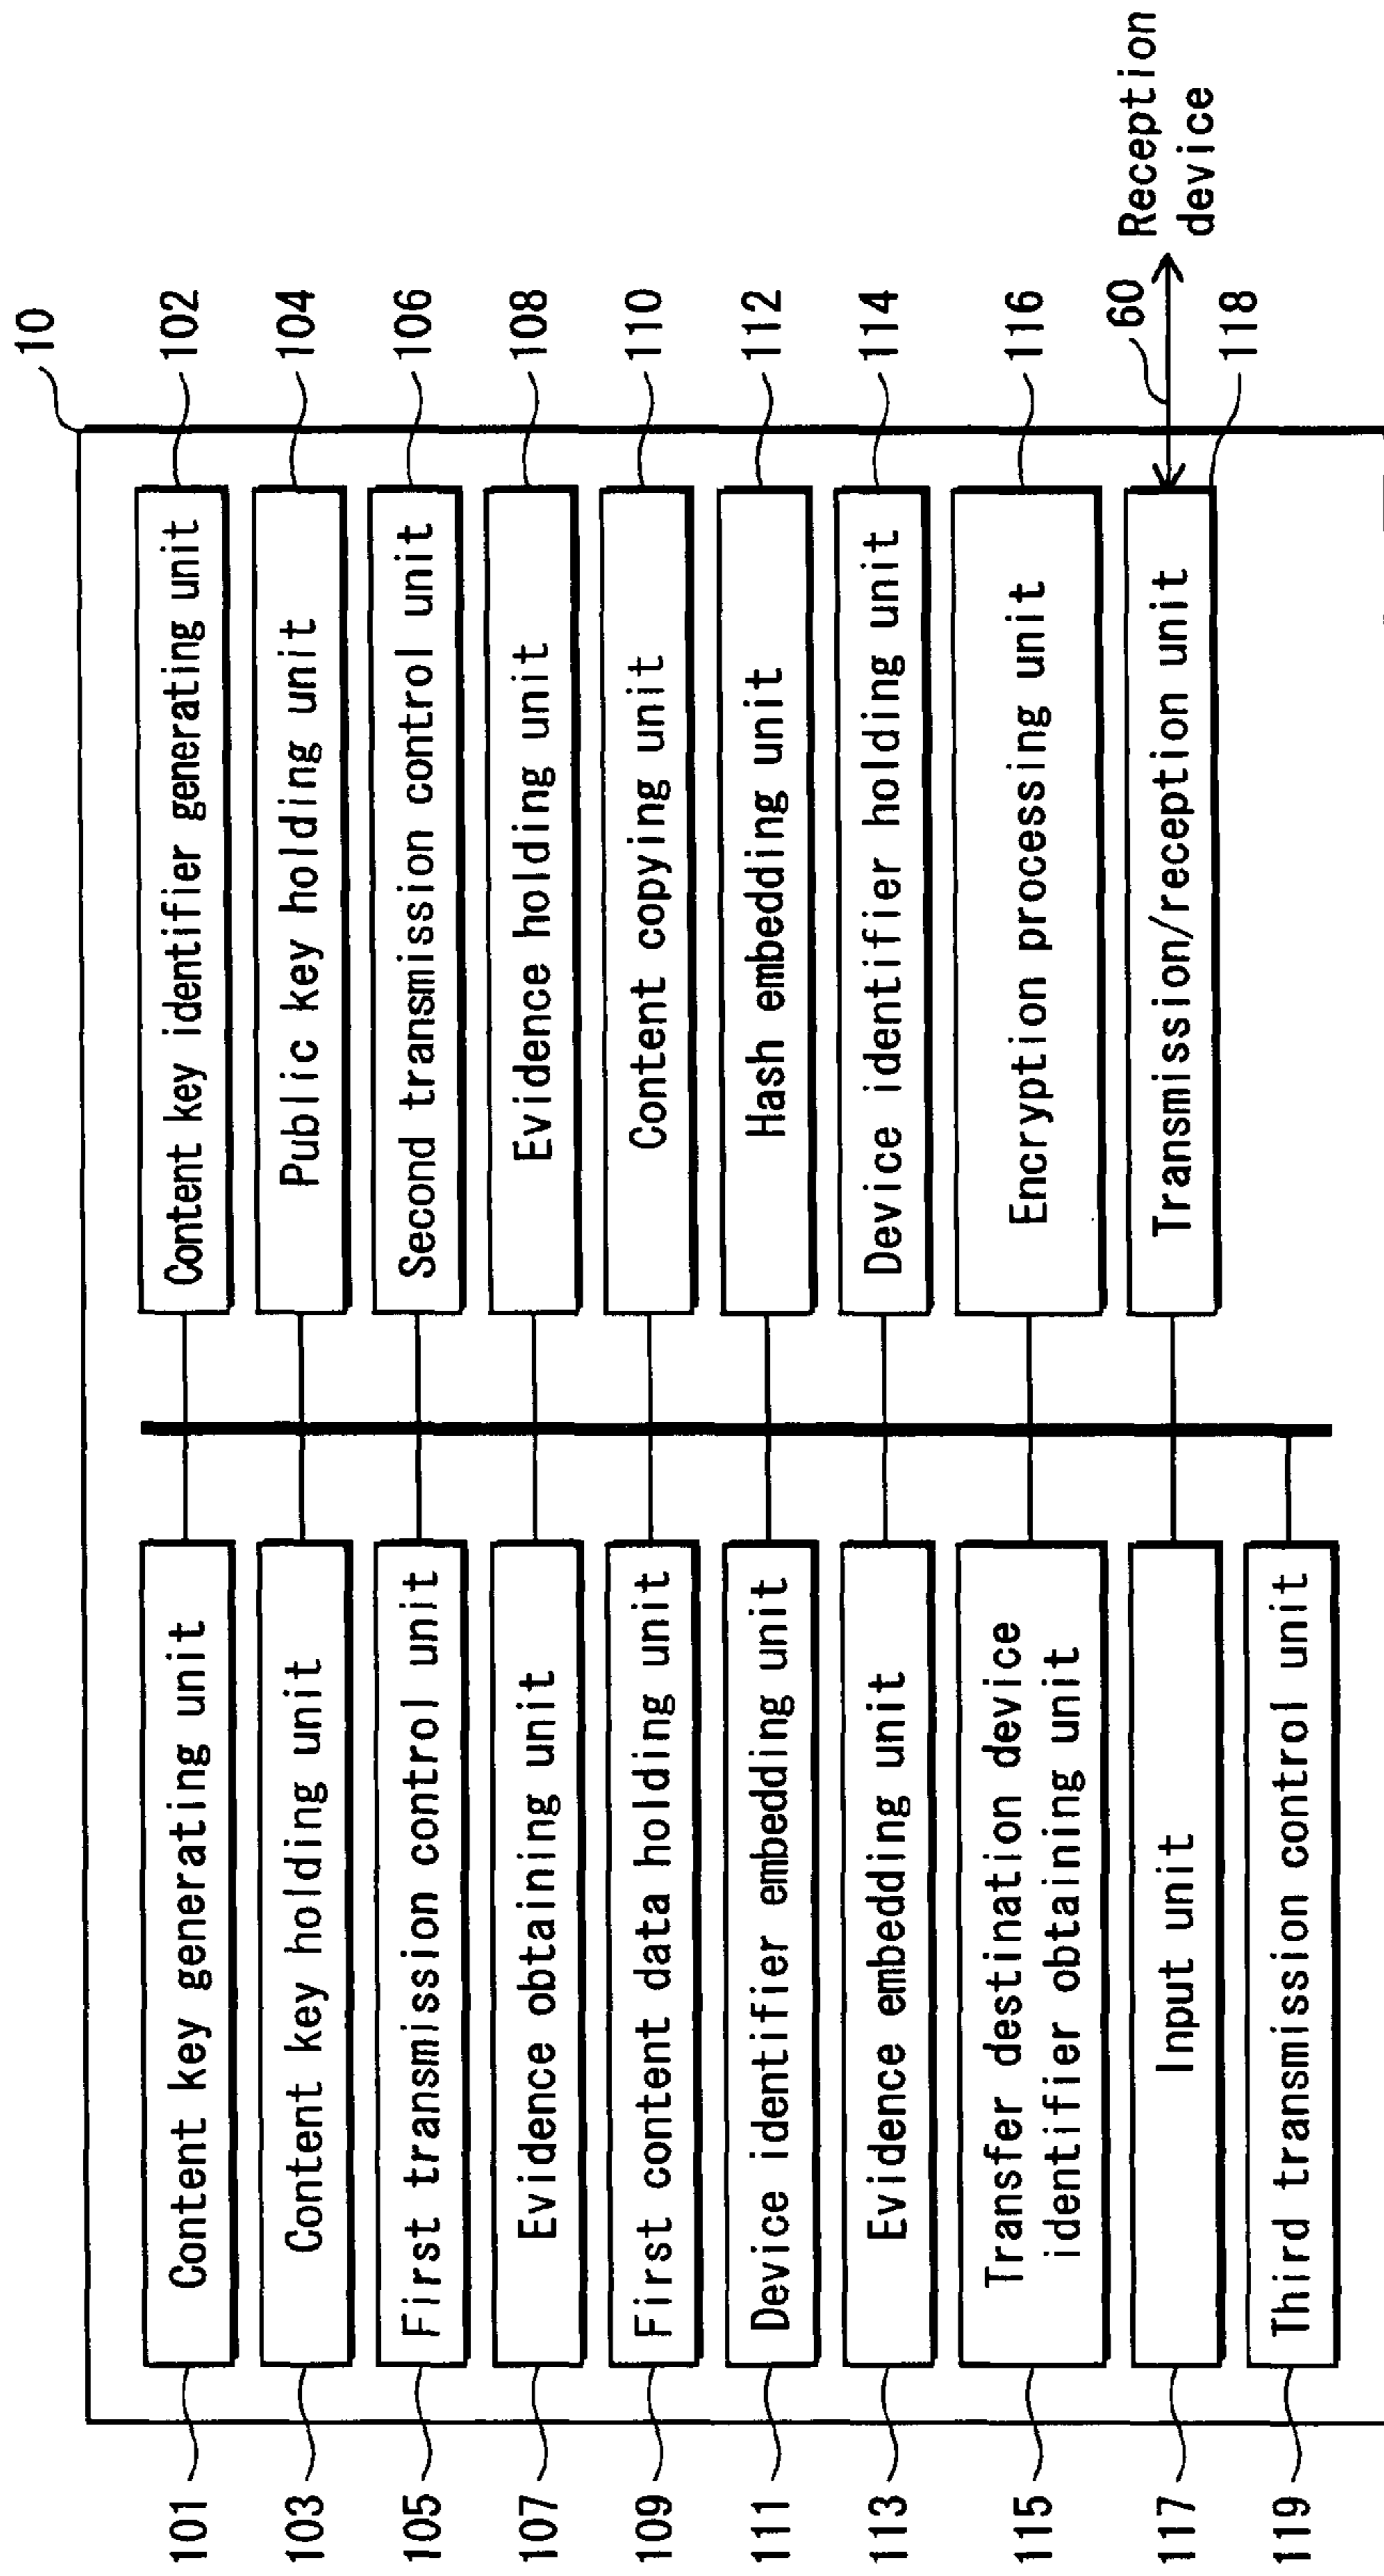 10
101
Content key generating unit
Content key identifier generating unit
102
103
Content key holding unit
Public key holding unit
104
105
First transmission control unit
Second transmission control unit
106
107
Evidence obtaining unit
Evidence holding unit
108
109
First content data holding unit
Content copying unit
110
111
Device identifier embedding unit
Hash embedding unit
112
113
Evidence embedding unit
Device identifier holding unit
114
115
Transfer destination device
identifier obtaining unit
Encryption processing unit
116
117
Input unit
Transmission/reception unit
60
Reception
device
118
119
Third transmission control unit